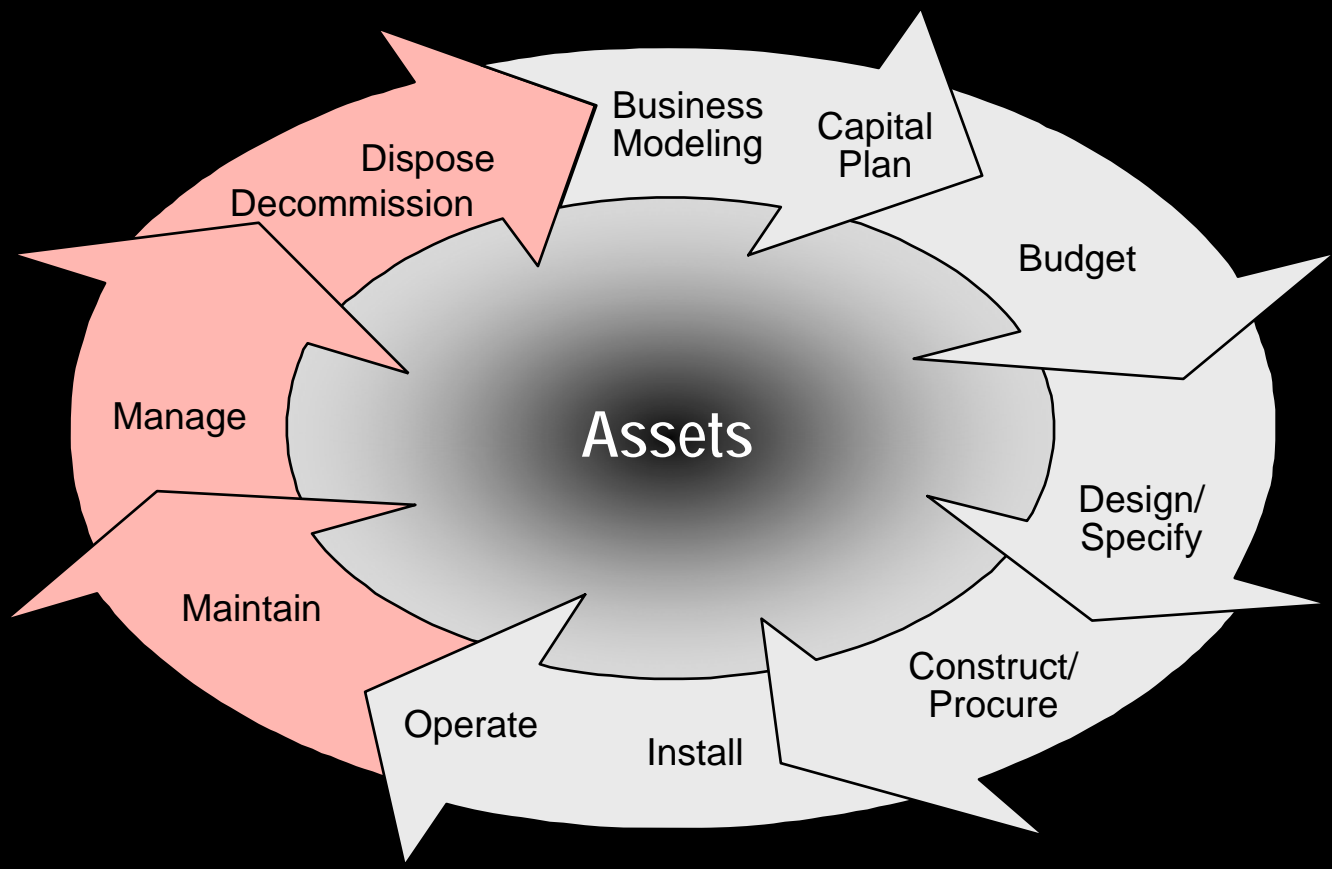 Business
Modeling
Capital
Plan
Budget
Design/
Specify
Construct/
Procure
Install
Operate
Maintain
Manage
Decommission
Dispose
Assets